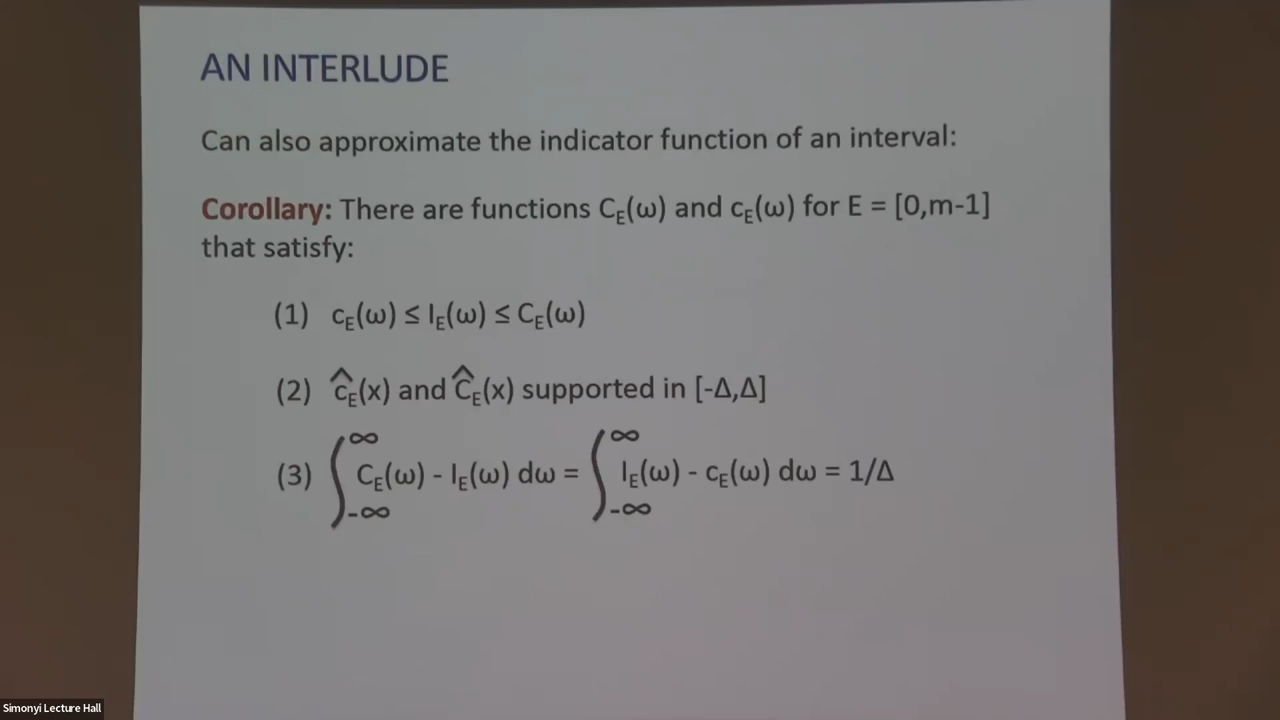 AN INTERLUDE
Can also approximate the indicator function of an interval:
Corollary: There are functions C_E(ω) and c_E(ω) for E = [0,m-1]
that satisfy:
(1) c_E(ω) ≤ I_E(ω) ≤ C_E(ω)
(2) ĉ_E(x) and Ĉ_E(x) supported in [-Δ,Δ]
(3) ∫_{-∞}^{∞} C_E(ω) - I_E(ω) dω = ∫_{-∞}^{∞} I_E(ω) - c_E(ω) dω = 1/Δ
Simonyi Lecture Hall